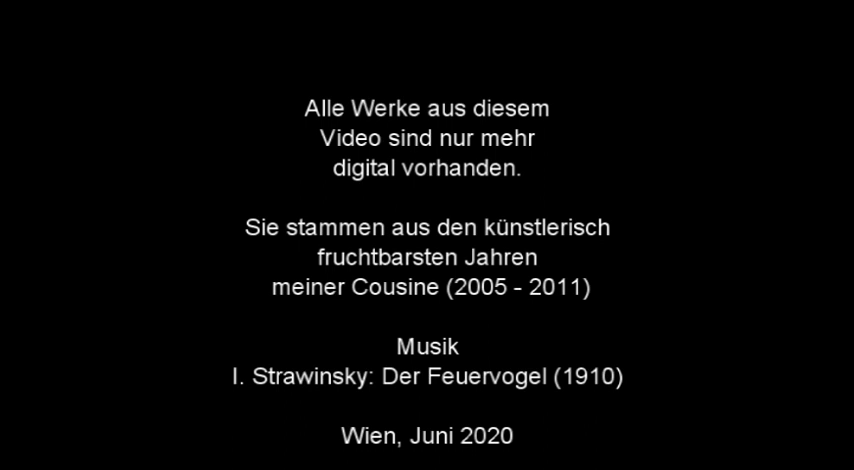 Alle Werke aus diesem
Video sind nur mehr
digital vorhanden.
Sie stammen aus den künstlerisch
fruchtbarsten Jahren
meiner Cousine (2005 - 2011)
Musik
I. Strawinsky: Der Feuervogel (1910)
Wien, Juni 2020